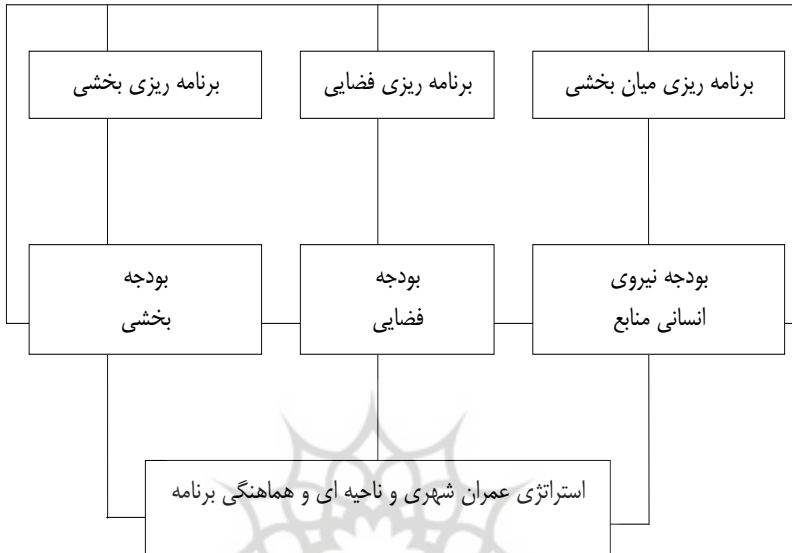 برنامه ریزی میان بخشی
برنامه ریزی فضایی
برنامه ریزی بخشی
بودجه نیروی
انسانی منابع
بودجه
فضایی
بودجه
بخشی
استراتژی عمران شهری و ناحیه ای و هماهنگی برنامه